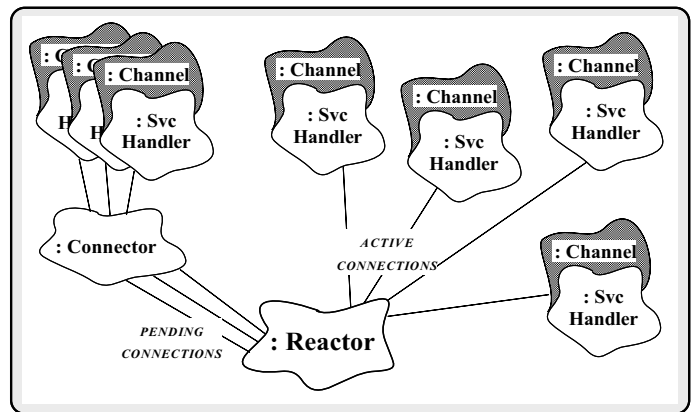 : Channel
: Svc
Handler
: Channel
: Svc
Handler
: Channel
: Svc
Handler
: Channel
: Svc
Handler
: Connector
ACTIVE
CONNECTIONS
: Channel
: Svc
Handler
PENDING
CONNECTIONS
: Reactor